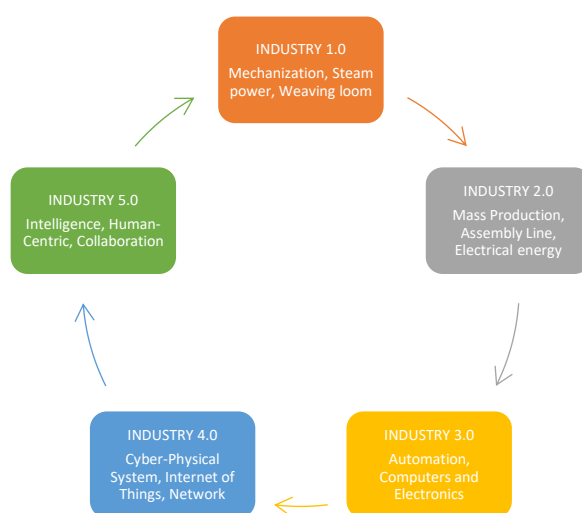 INDUSTRY 1.0
Mechanization, Steam
power, Weaving loom
INDUSTRY 2.0
Mass Production,
Assembly Line,
Electrical energy
INDUSTRY 3.0
Automation,
Computers and
Electronics
INDUSTRY 4.0
Cyber-Physical
System, Internet of
Things, Network
INDUSTRY 5.0
Intelligence, Human-
Centric, Collaboration